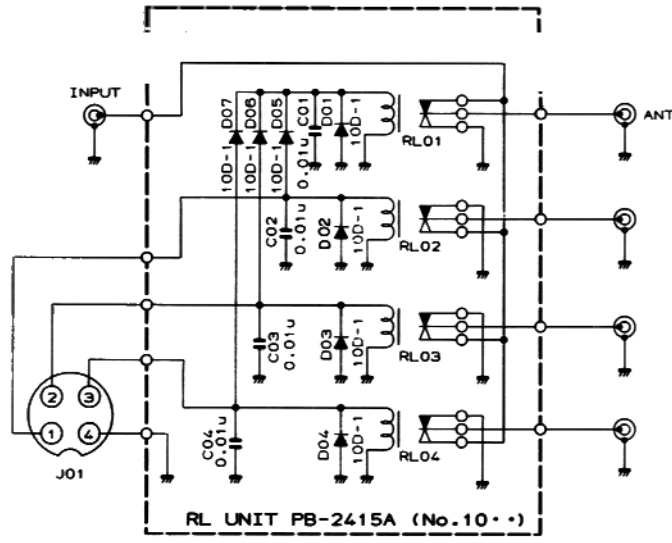 INPUT
D07
D06
D05
C01
D01
10D-1
10D-1
10D-1
0.01u
10D-1
RL01
ANT
C02
0.01u
D02
10D-1
RL02
C03
0.01u
D03
10D-1
RL03
2
3
1
4
J01
C04
0.01u
D04
10D-1
RL04
RL UNIT PB-2415A (No.10··)